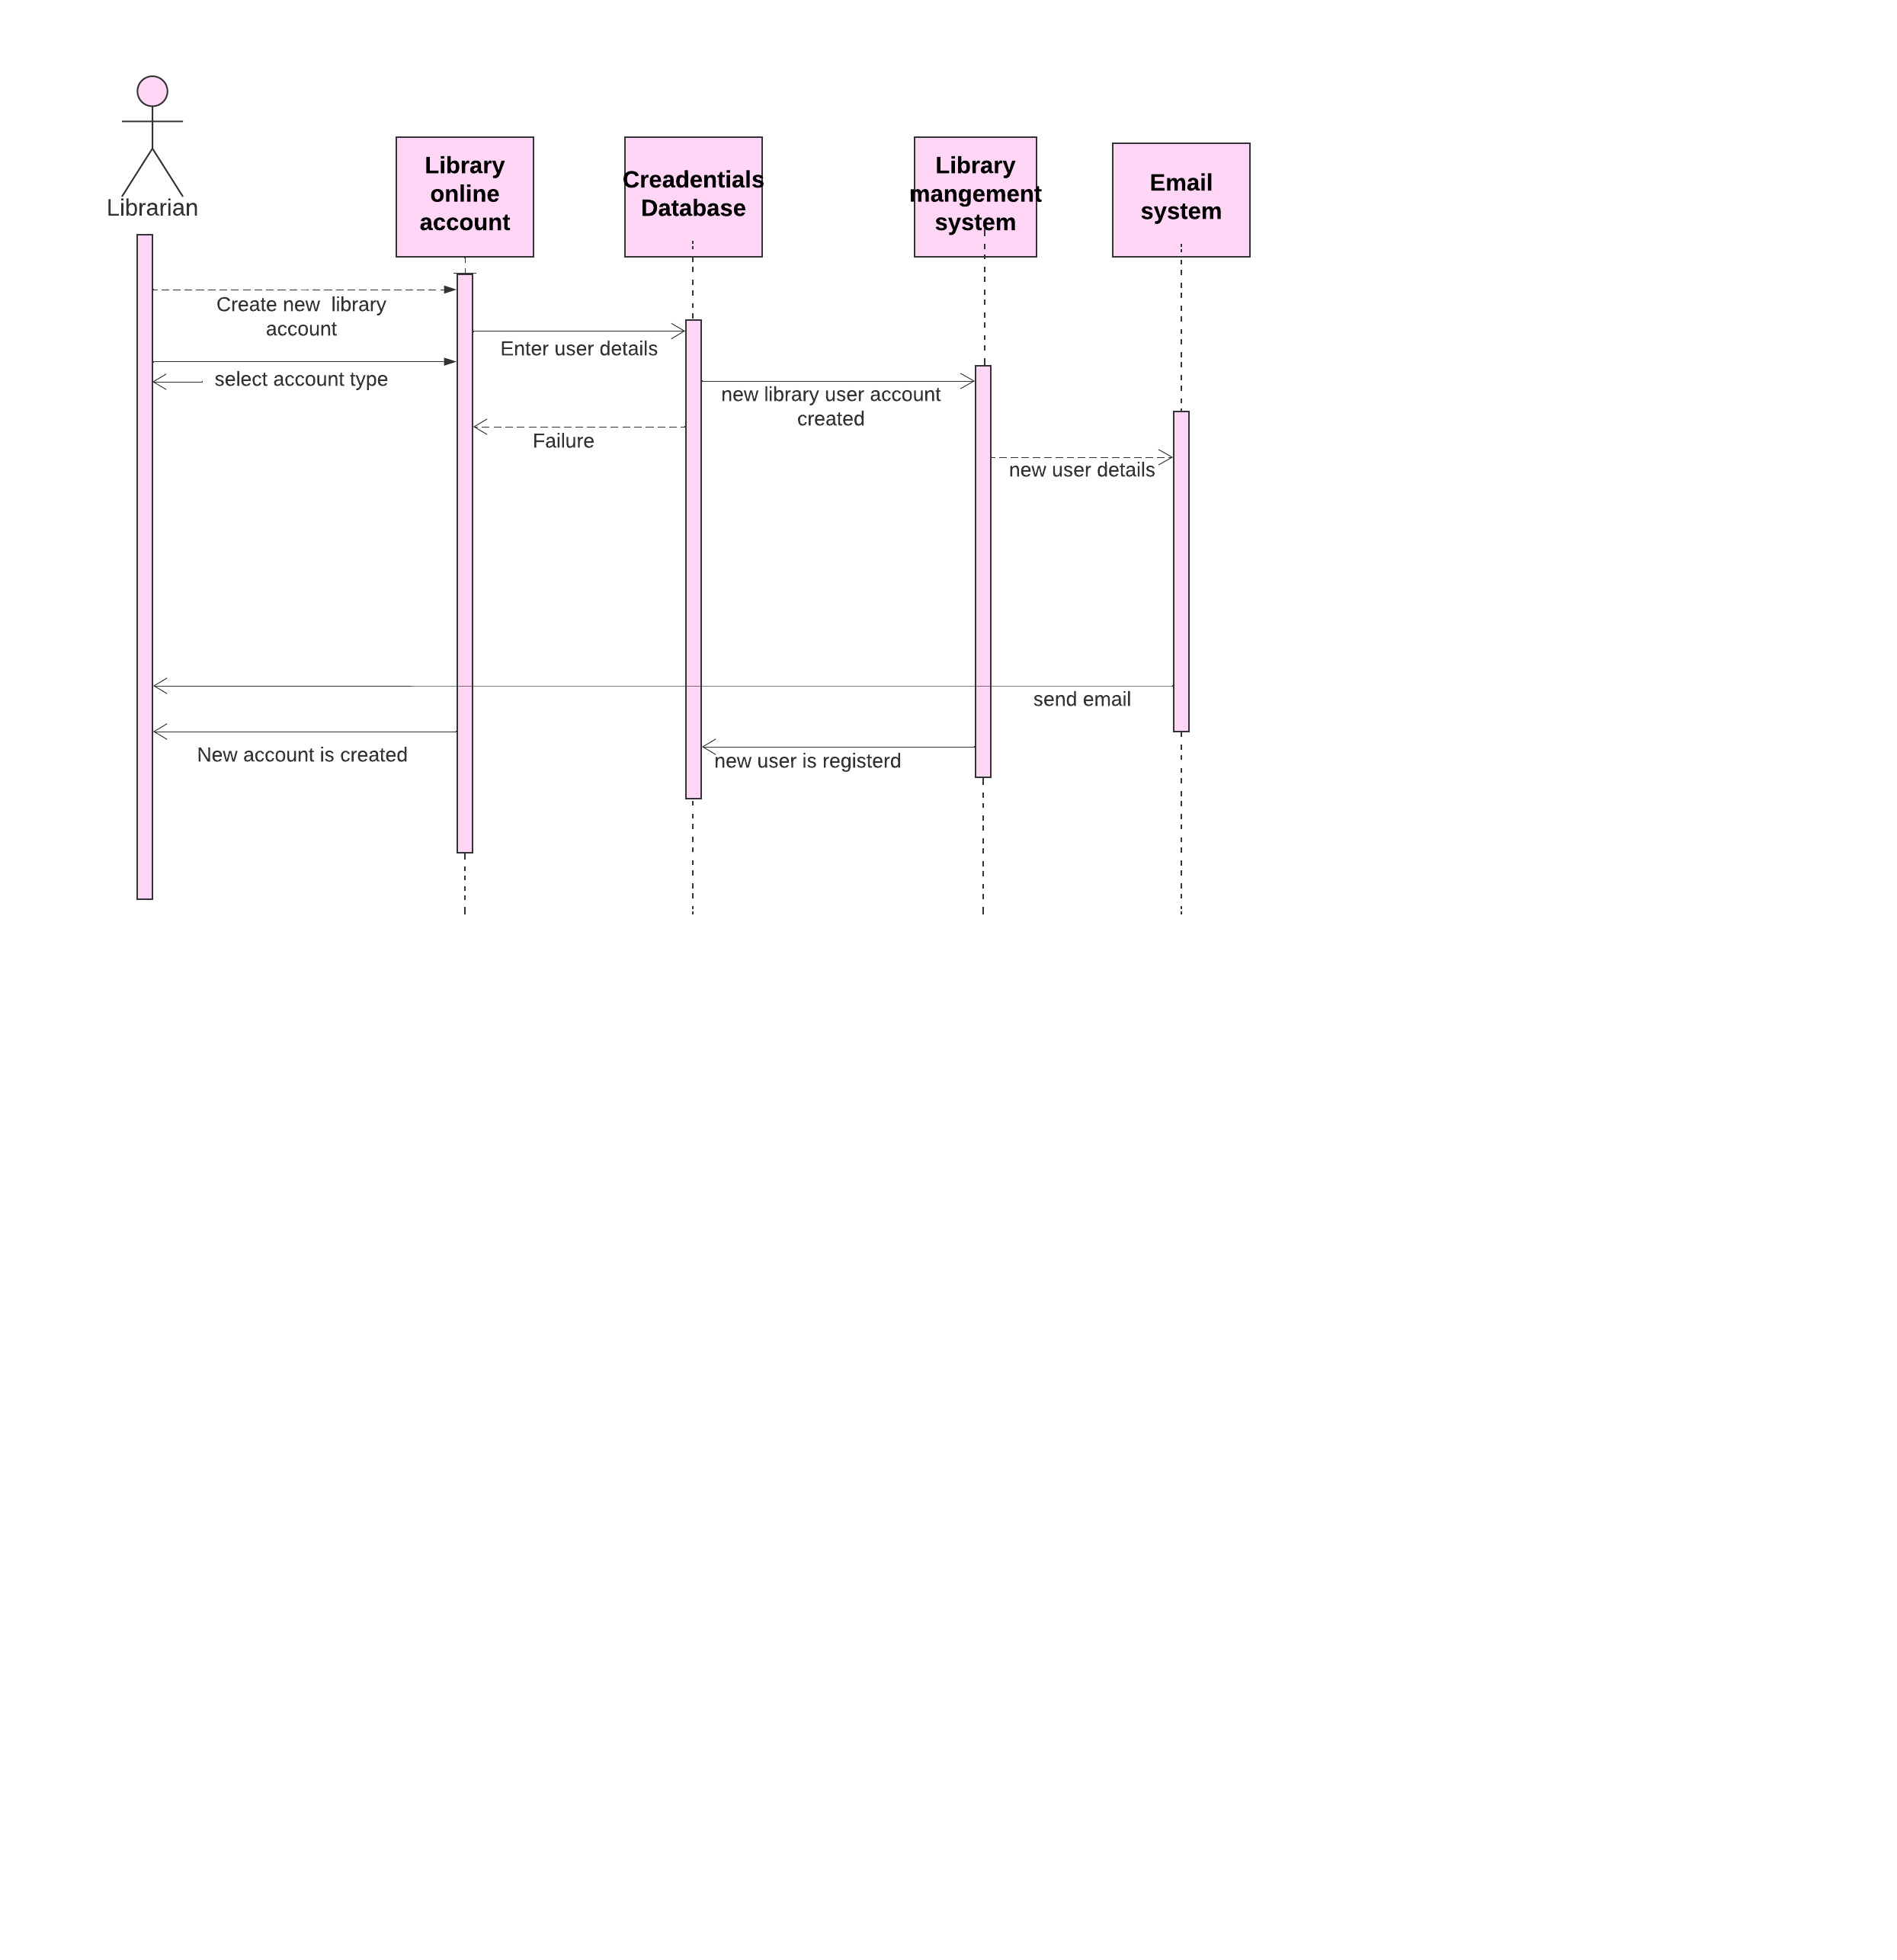 Librarian
Library
online
account
Creadentials
Database
Library
mangement
system
Email
system
Create new  library
account
Enter user details
select account type
new library user account
created
Failure
new user details
send email
New account is created
new user is registerd